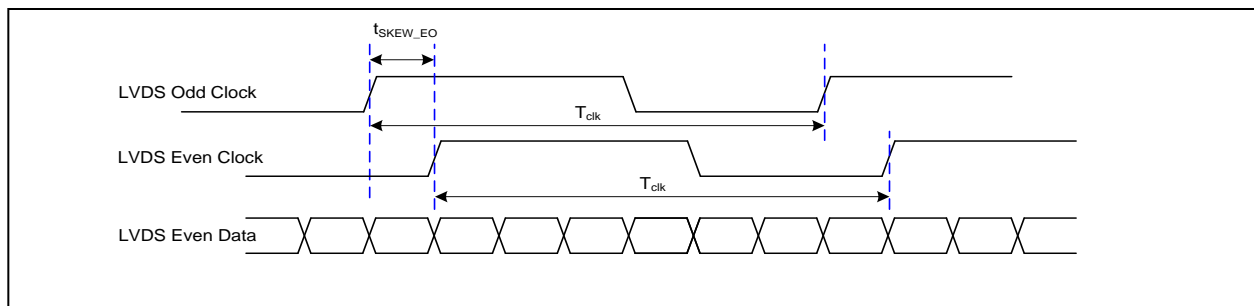 tSKEW_EO
LVDS Odd Clock
Tclk
LVDS Even Clock
Tclk
LVDS Even Data